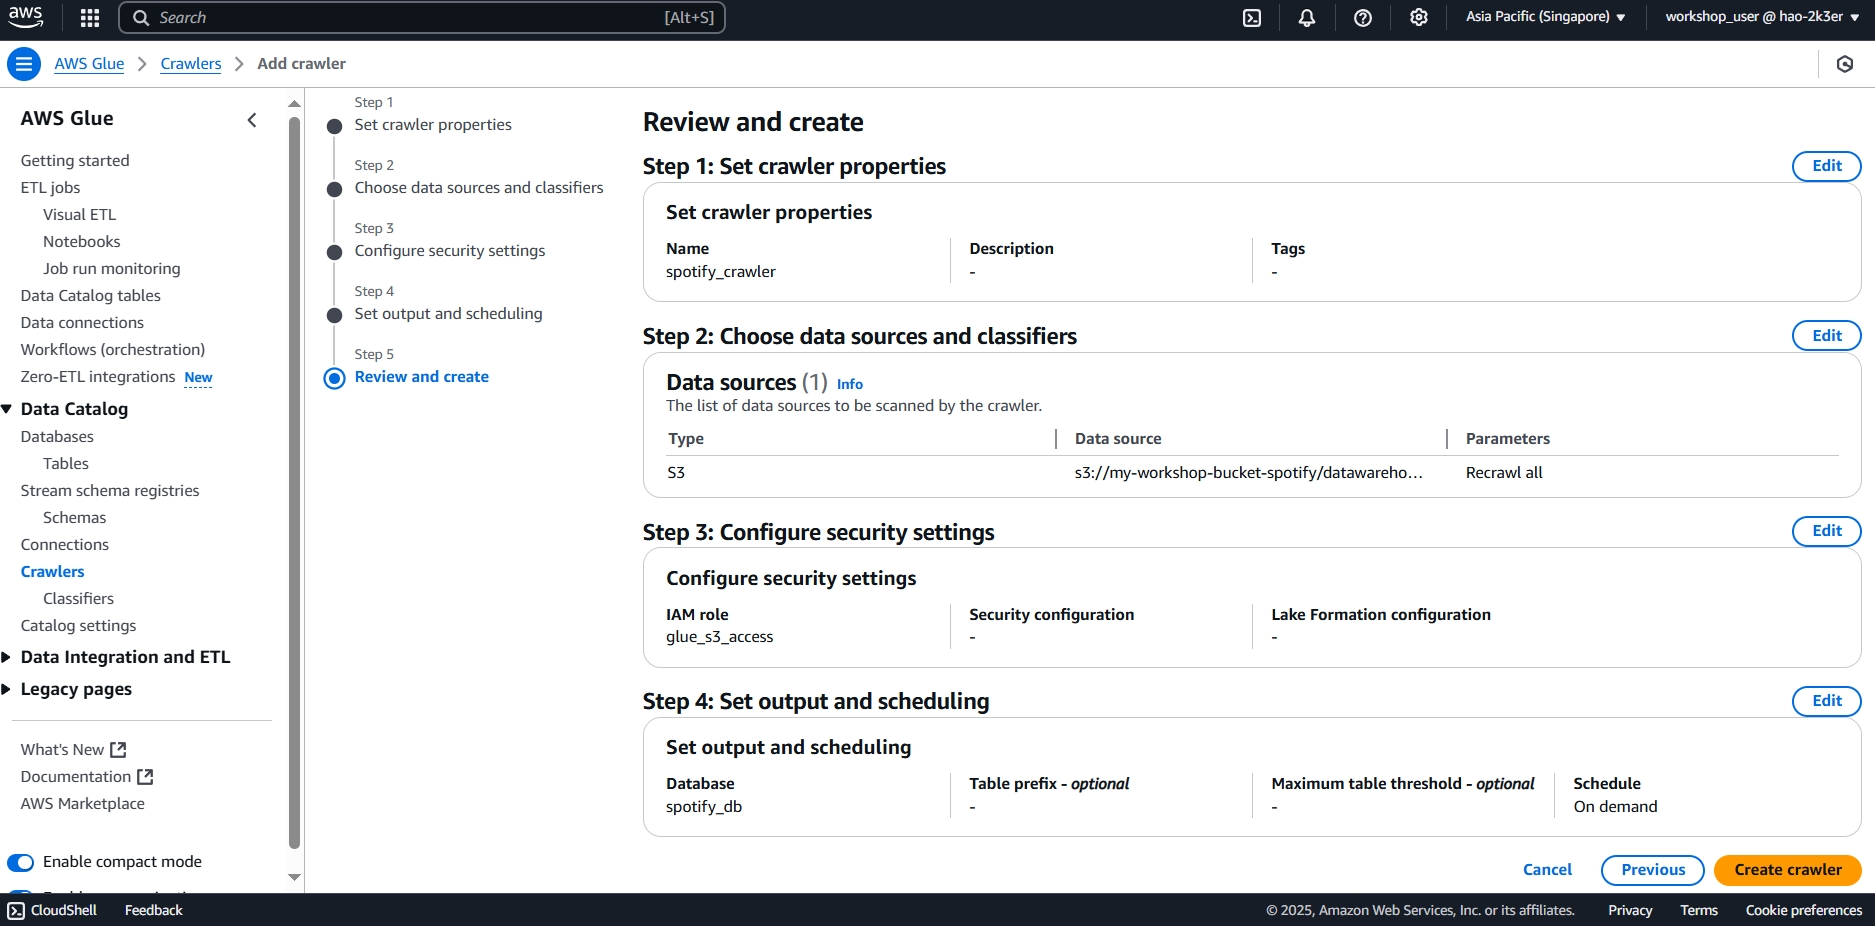 aws
Search [Alt+S]
Asia Pacific (Singapore)
workshop_user @ hao-2k3er
AWS Glue
Crawlers
Add crawler
AWS Glue
Getting started
ETL jobs
Visual ETL
Notebooks
Job run monitoring
Data Catalog tables
Data connections
Workflows (orchestration)
Zero-ETL integrations New
Data Catalog
Databases
Tables
Stream schema registries
Schemas
Connections
Crawlers
Classifiers
Catalog settings
Data Integration and ETL
Legacy pages
What's New
Documentation
AWS Marketplace
Enable compact mode
Step 1
Set crawler properties
Step 2
Choose data sources and classifiers
Step 3
Configure security settings
Step 4
Set output and scheduling
Step 5
Review and create
Review and create
Step 1: Set crawler properties
Edit
Set crawler properties
Name Description Tags
spotify_crawler - -
Step 2: Choose data sources and classifiers
Edit
Data sources (1) Info
The list of data sources to be scanned by the crawler.
Type Data source Parameters
S3 s3://my-workshop-bucket-spotify/datawareho… Recrawl all
Step 3: Configure security settings
Edit
Configure security settings
IAM role Security configuration Lake Formation configuration
glue_s3_access - -
Step 4: Set output and scheduling
Edit
Set output and scheduling
Database Table prefix - optional Maximum table threshold - optional Schedule
spotify_db - - On demand
Cancel Previous Create crawler
CloudShell Feedback
© 2025, Amazon Web Services, Inc. or its affiliates. Privacy Terms Cookie preferences